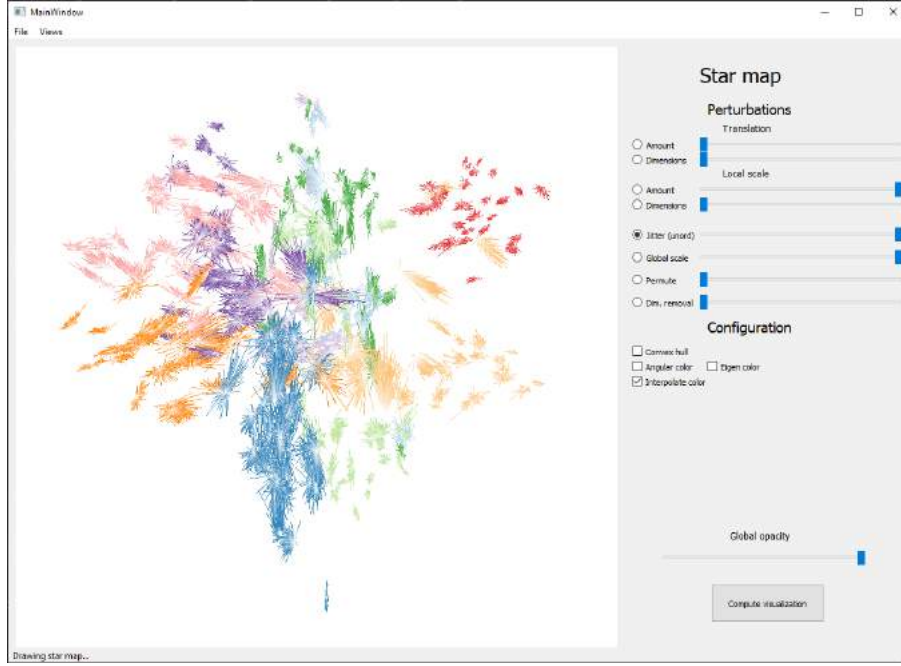 MainWindow
File Views
Star map
Perturbations
Translation
Amount
Dimensions
Local scale
Amount
Dimensions
Jitter (unord)
Global scale
Permute
Dim. removal
Configuration
Convex hull
Angular color Eigen color
Interpolate color
Global opacity
Compute visualization
Drawing star map...